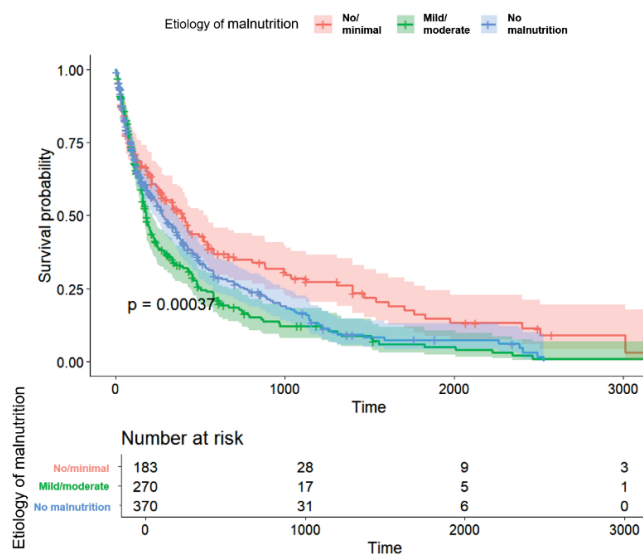 Etiology of malnutrition No/ minimal Mild/ moderate No malnutrition
Survival probability
1.00
0.75
0.50
0.25
0.00
p = 0.00037
0 1000 2000 3000
Time
Etiology of malnutrition
Number at risk
No/minimal 183 28 9 3
Mild/moderate 270 17 5 1
No malnutrition 370 31 6 0
0 1000 2000 3000
Time